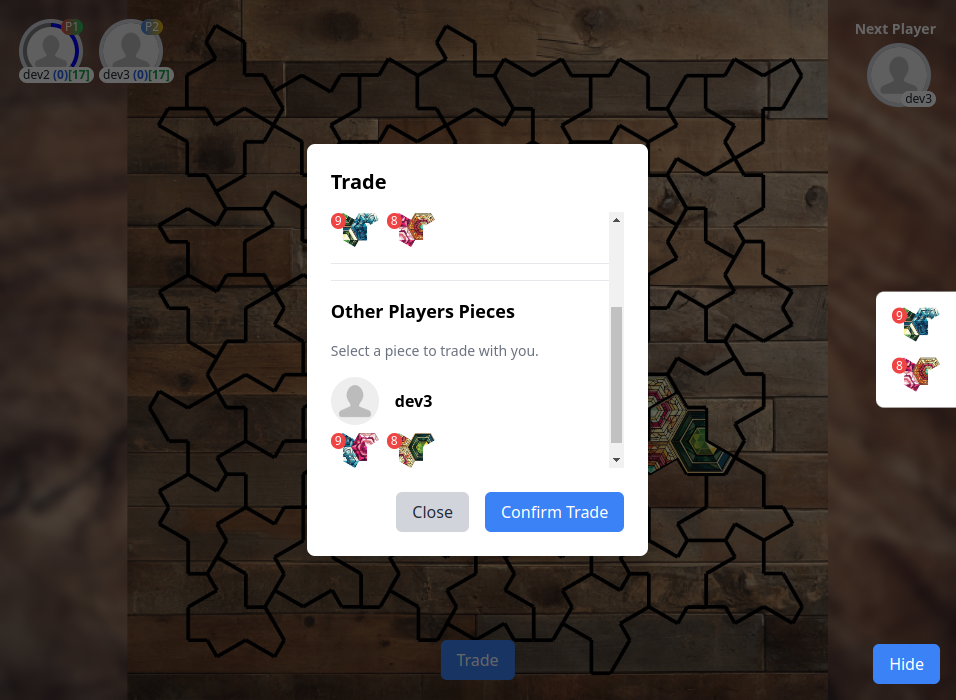 P1
P2
dev2 (0)[17]
dev3 (0)[17]
Next Player
dev3
Trade
9
8
Other Players Pieces
Select a piece to trade with you.
dev3
9
8
Close
Confirm Trade
9
8
Trade
Hide